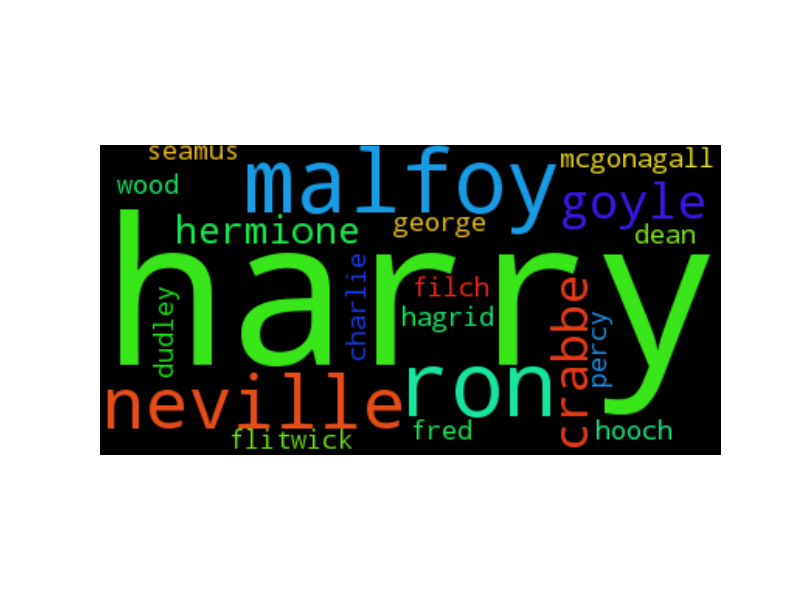 seamus
malfoy
mcgonagall
wood
goyle
george
hermione
dean
harry
charlie
filch
dudley
hagrid
crabbe
percy
ron
neville
fred
hooch
flitwick